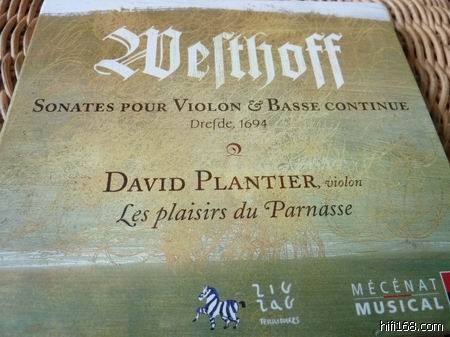 Weſthoff
SONATES POUR VIOLON & BASSE CONTINUE
Dreſde, 1694
DAVID PLANTIER, violon
Les plaisirs du Parnasse
ZIG
ZAG
TERRITOIRES
MÉCÉNAT
MUSICAL
hifi168.com